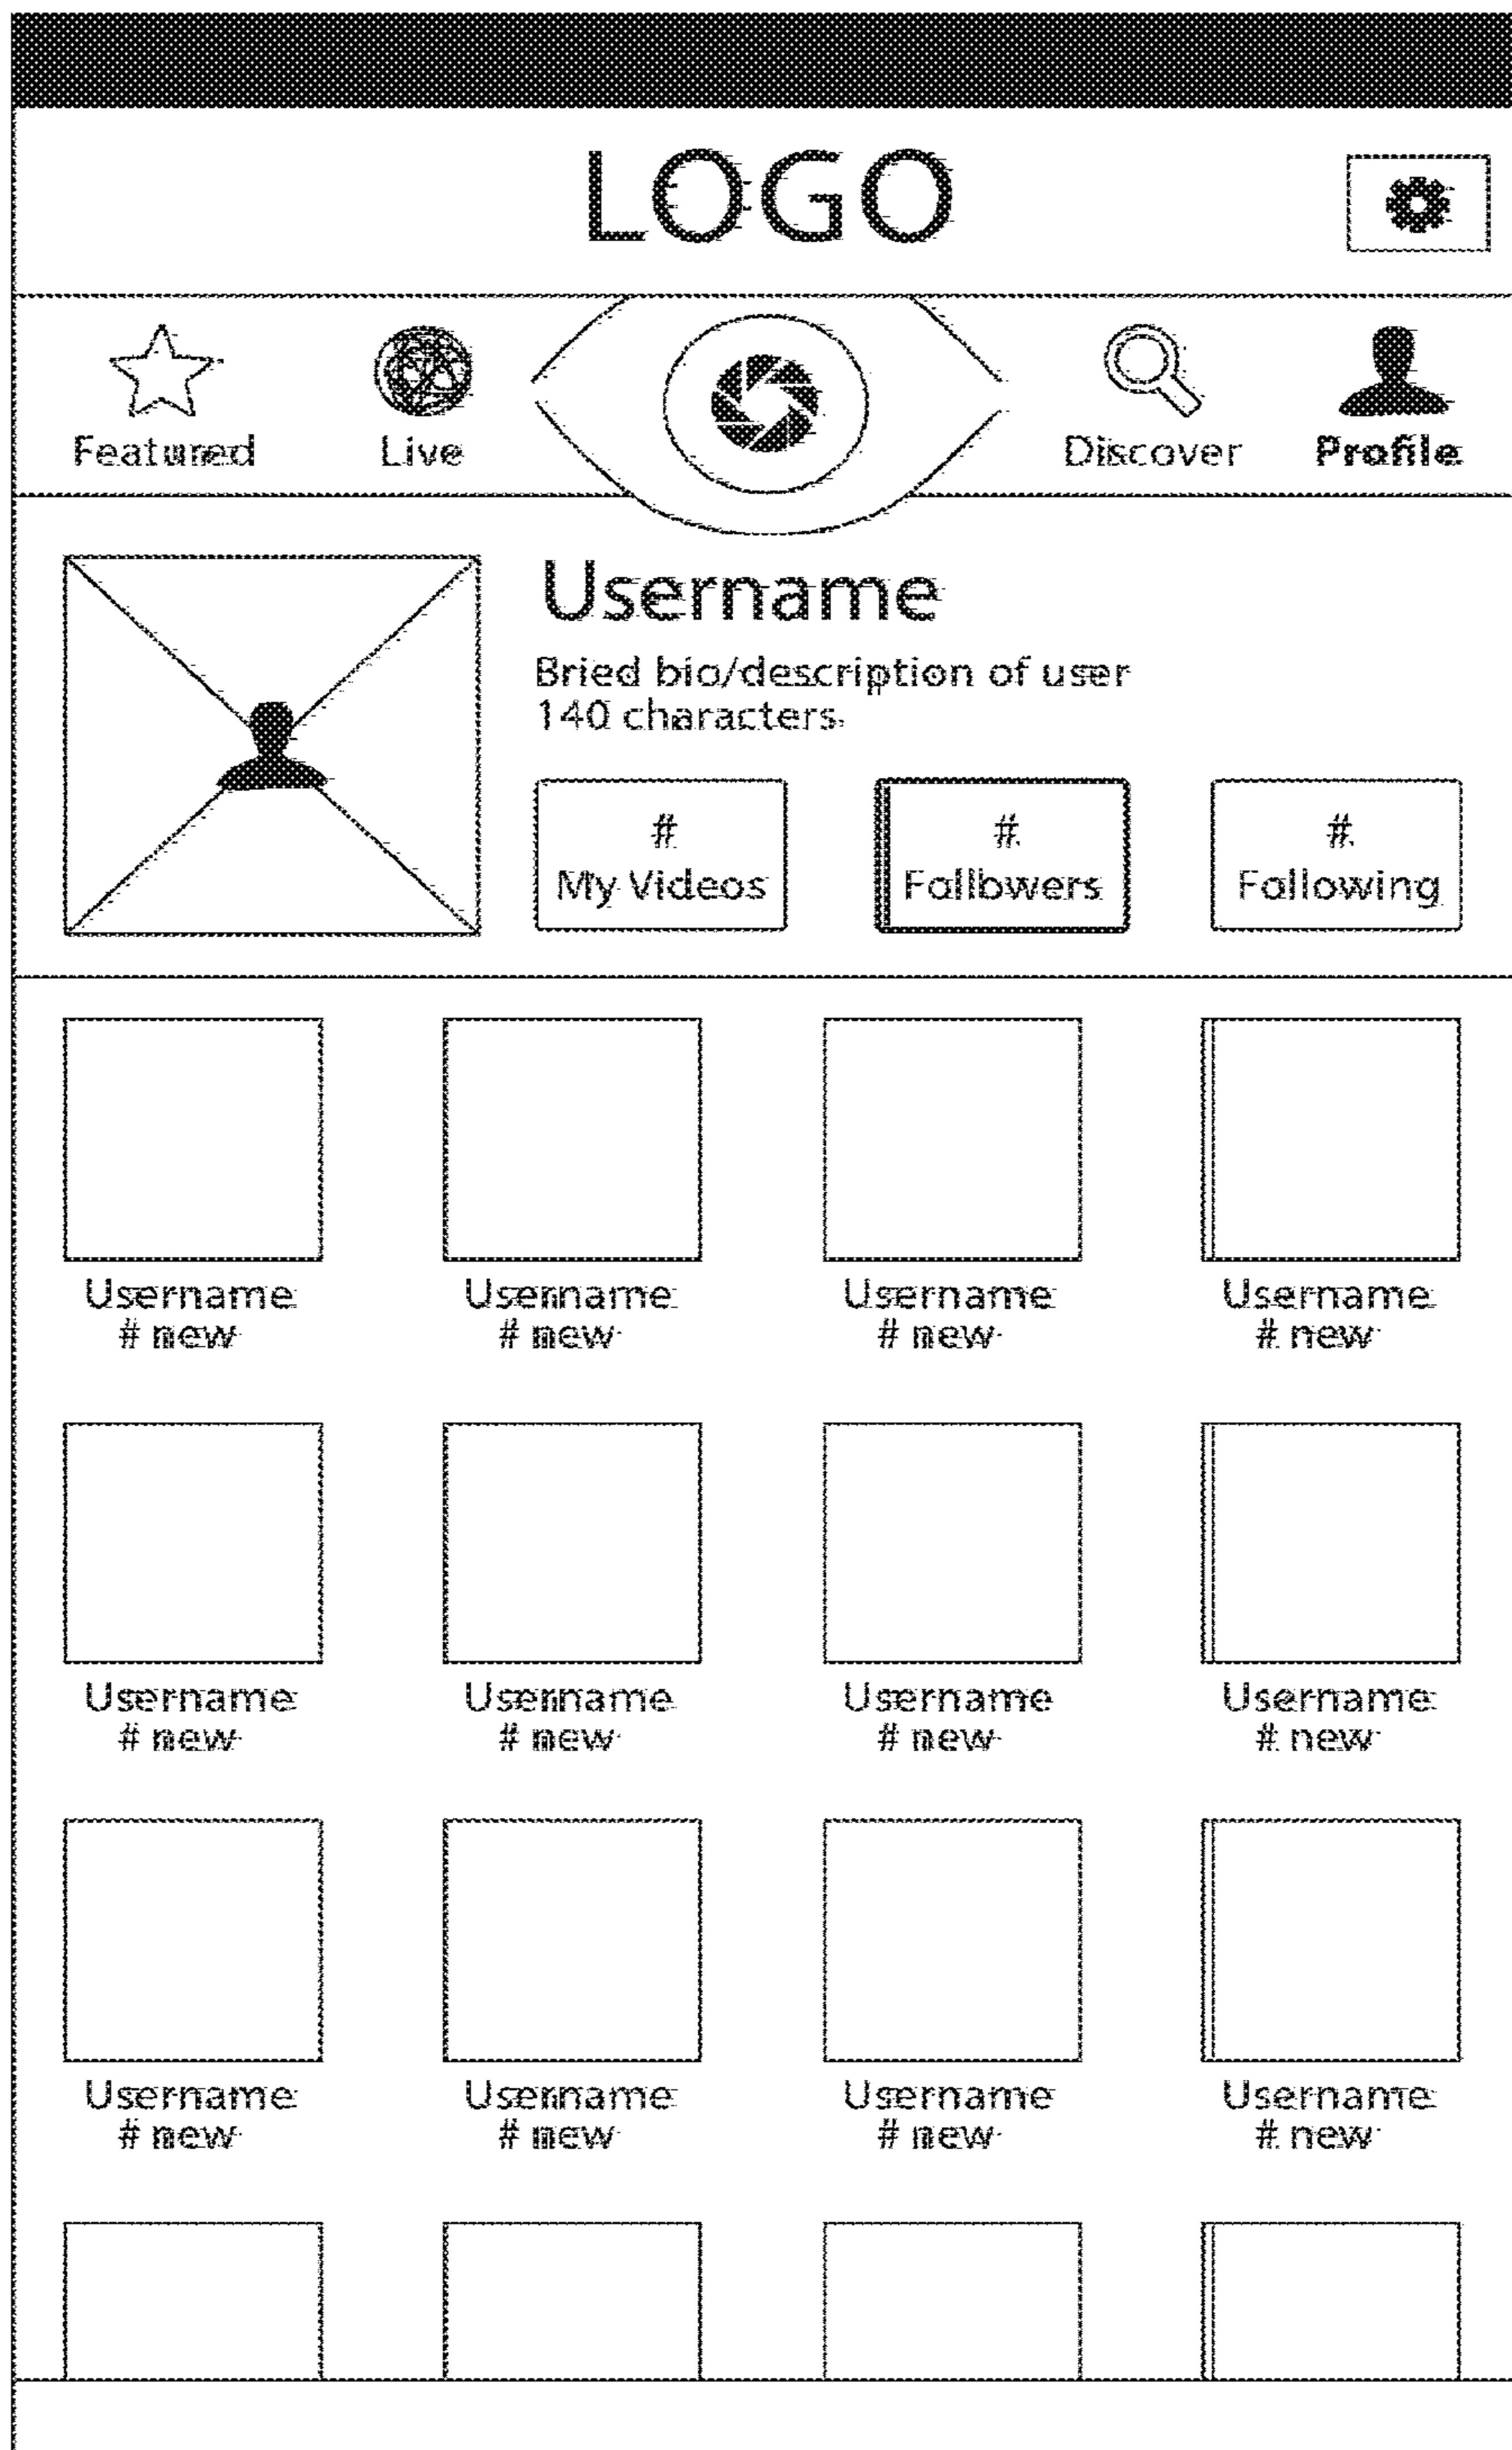 LOGO
Featured Live Discover Profile
Username
Bried bio/description of user
140 characters.
# # #
My Videos Followers Following
Username Username Username Username
# new # new # new # new
Username Username Username Username
# new # new # new # new
Username Username Username Username
# new # new # new # new